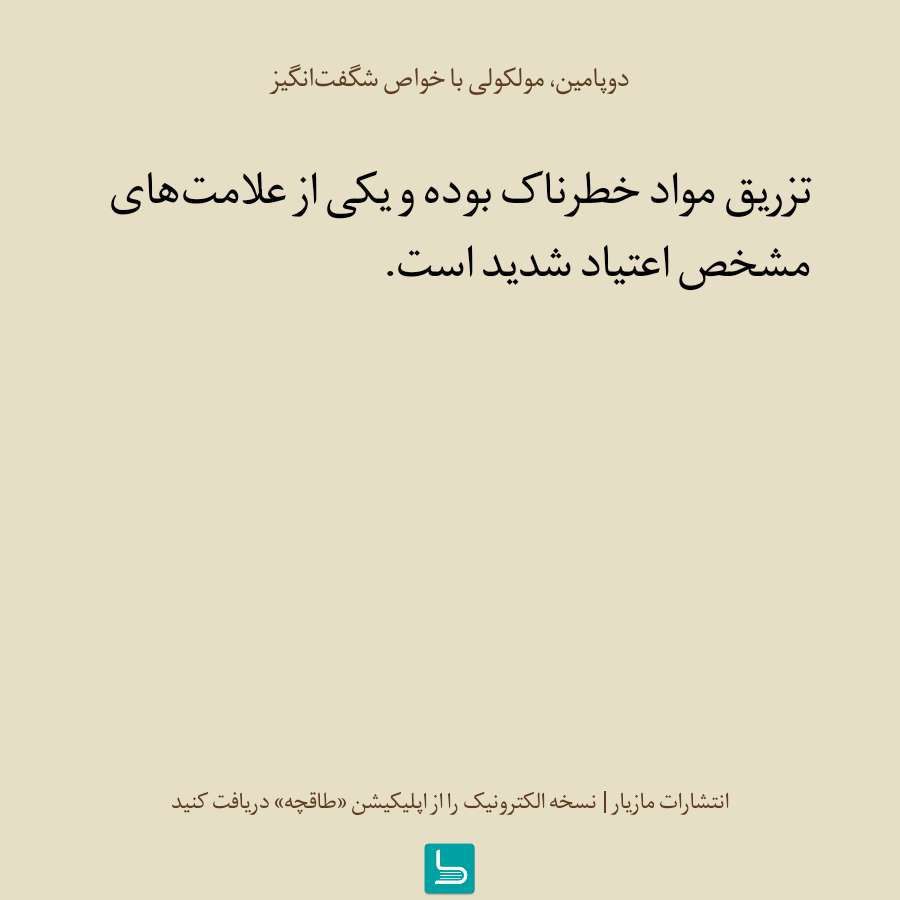 دوپامین، مولکولی با خواص شگفت‌انگیز
تزریق مواد خطرناک بوده و یکی از علامت‌های
مشخص اعتیاد شدید است.
انتشارات مازیار | نسخه الکترونیک را از اپلیکیشن «طاقچه» دریافت کنید